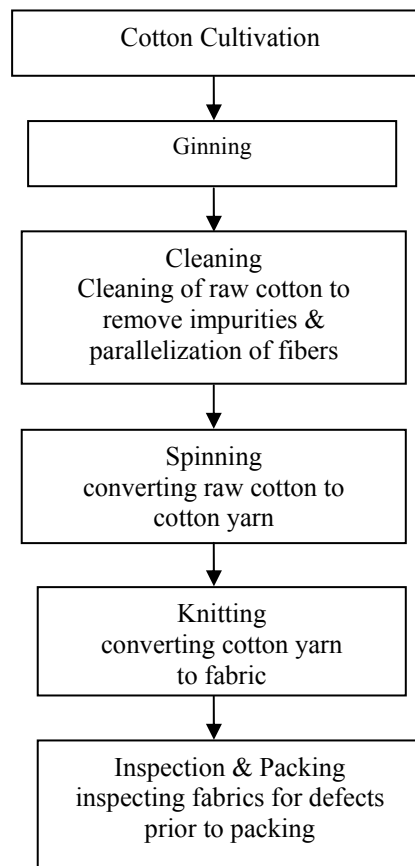 Cotton Cultivation
Ginning
Cleaning
Cleaning of raw cotton to
remove impurities &
parallelization of fibers
Spinning
converting raw cotton to
cotton yarn
Knitting
converting cotton yarn
to fabric
Inspection & Packing
inspecting fabrics for defects
prior to packing